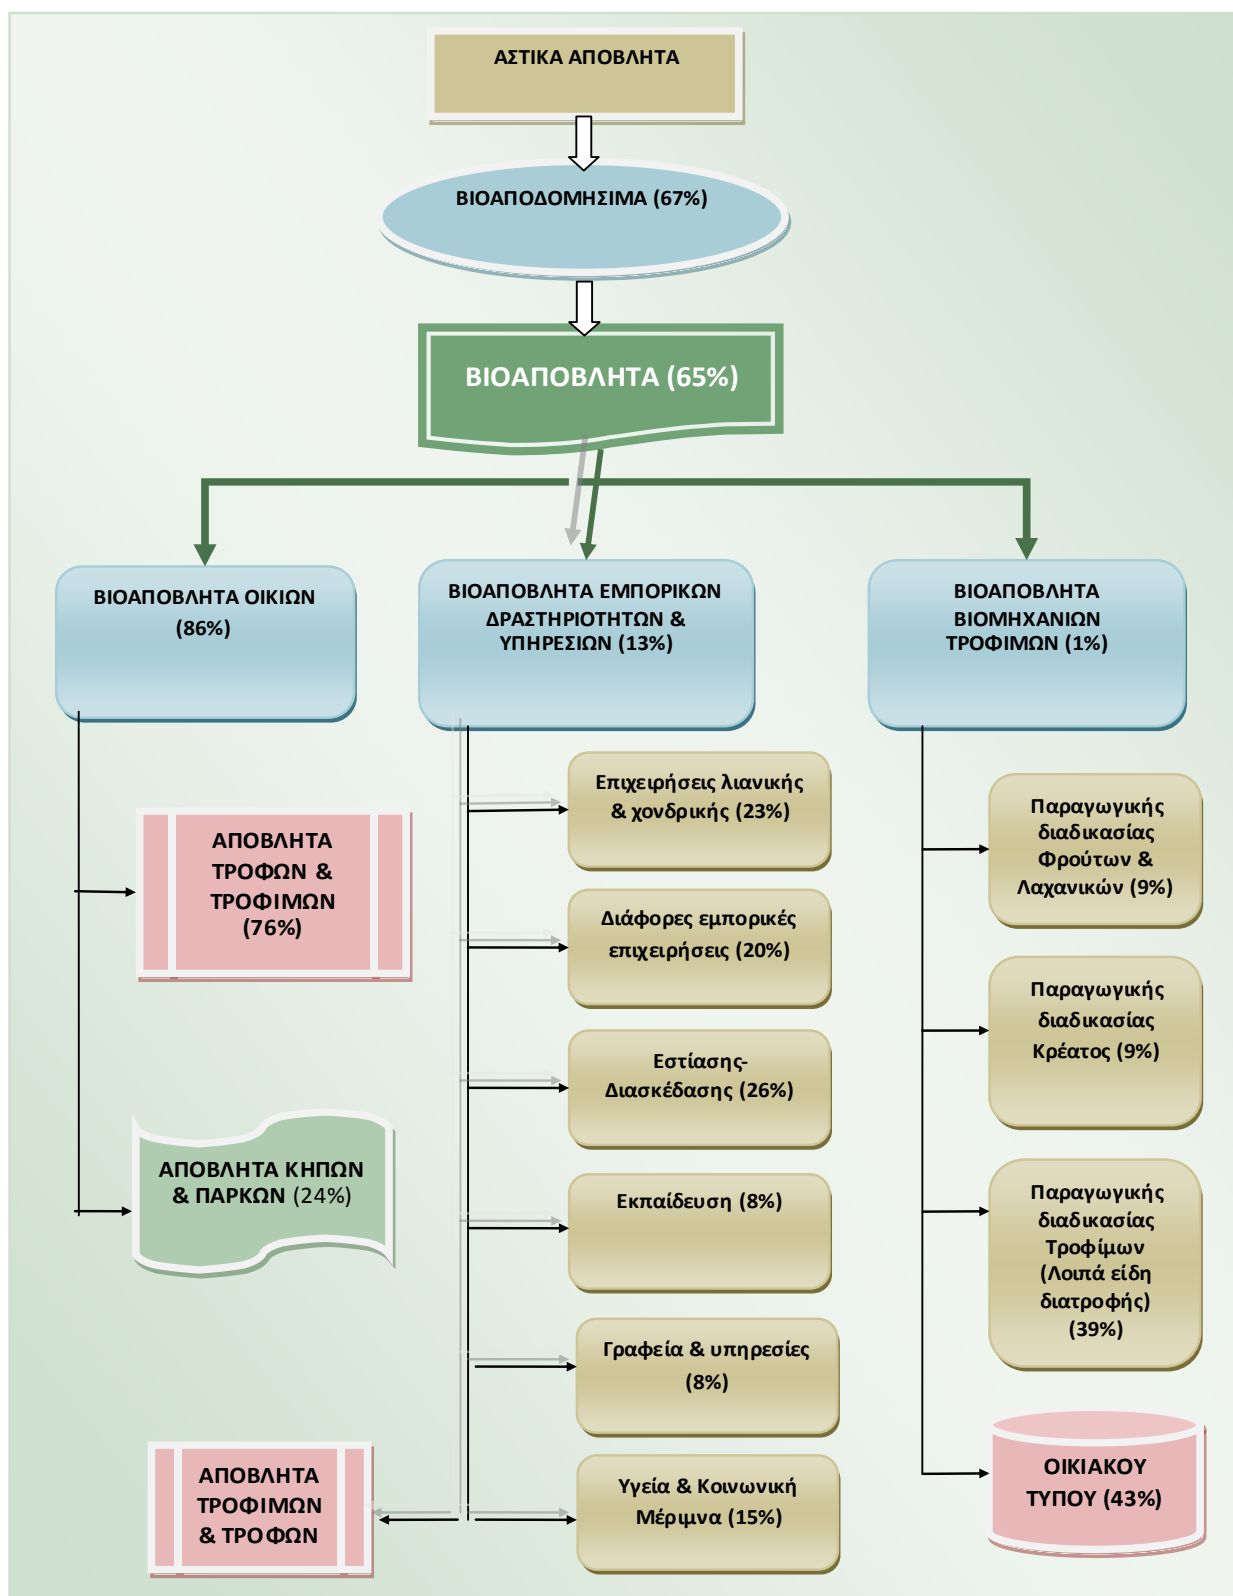 ΑΣΤΙΚΑ ΑΠΟΒΛΗΤΑ
ΒΙΟΑΠΟΔΟΜΗΣΙΜΑ (67%)
ΒΙΟΑΠΟΒΛΗΤΑ (65%)
ΒΙΟΑΠΟΒΛΗΤΑ ΟΙΚΙΩΝ
(86%)
ΑΠΟΒΛΗΤΑ
ΤΡΟΦΩΝ &
ΤΡΟΦΙΜΩΝ
(76%)
ΑΠΟΒΛΗΤΑ ΚΗΠΩΝ
& ΠΑΡΚΩΝ (24%)
ΒΙΟΑΠΟΒΛΗΤΑ ΕΜΠΟΡΙΚΩΝ
ΔΡΑΣΤΗΡΙΟΤΗΤΩΝ &
ΥΠΗΡΕΣΙΩΝ (13%)
Επιχειρήσεις λιανικής
& χονδρικής (23%)
Διάφορες εμπορικές
επιχειρήσεις (20%)
Εστίασης-
Διασκέδασης (26%)
Εκπαίδευση (8%)
Γραφεία & υπηρεσίες
(8%)
Υγεία & Κοινωνική
Μέριμνα (15%)
ΑΠΟΒΛΗΤΑ
ΤΡΟΦΙΜΩΝ
& ΤΡΟΦΩΝ
ΒΙΟΑΠΟΒΛΗΤΑ
ΒΙΟΜΗΧΑΝΙΩΝ
ΤΡΟΦΙΜΩΝ (1%)
Παραγωγικής
διαδικασίας
Φρούτων &
Λαχανικών (9%)
Παραγωγικής
διαδικασίας
Κρέατος (9%)
Παραγωγικής
διαδικασίας
Τροφίμων
(Λοιπά είδη
διατροφής)
(39%)
ΟΙΚΙΑΚΟΥ
ΤΥΠΟΥ (43%)